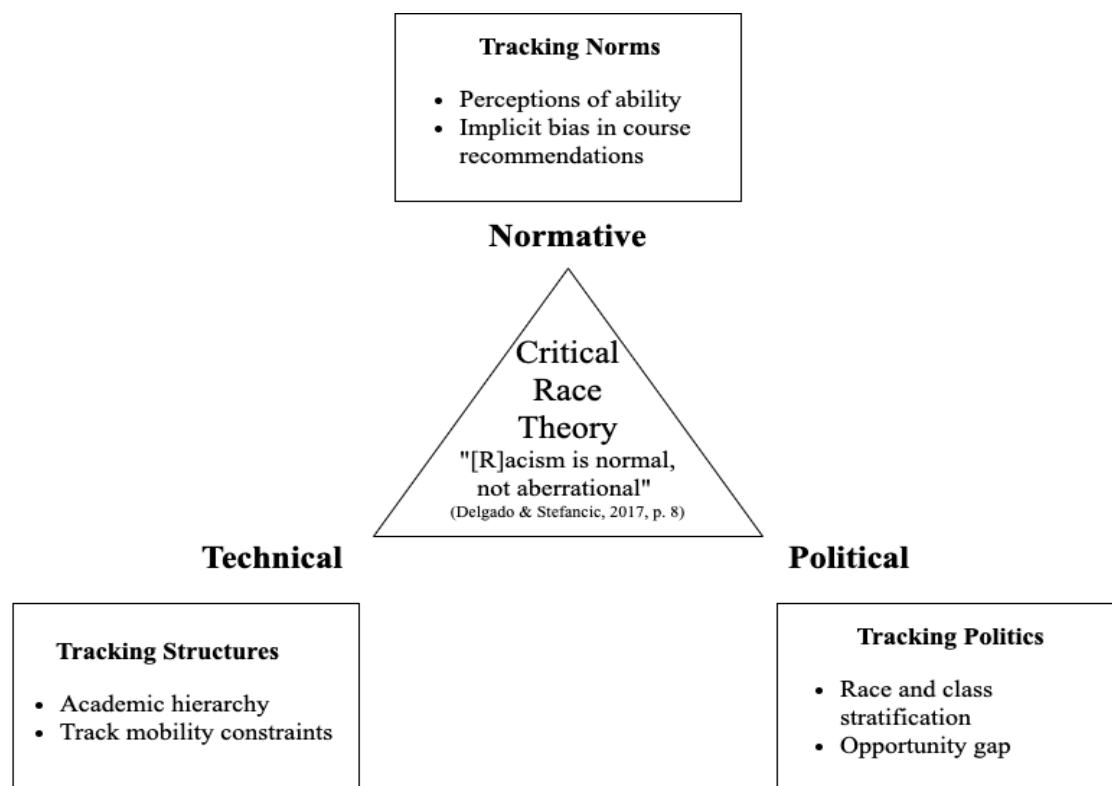 Tracking Norms
• Perceptions of ability
• Implicit bias in course
recommendations
Normative
Critical
Race
Theory
"[R]acism is normal,
not aberrational"
(Delgado & Stefancic, 2017, p. 8)
Technical
Political
Tracking Structures
• Academic hierarchy
• Track mobility constraints
Tracking Politics
• Race and class
stratification
• Opportunity gap